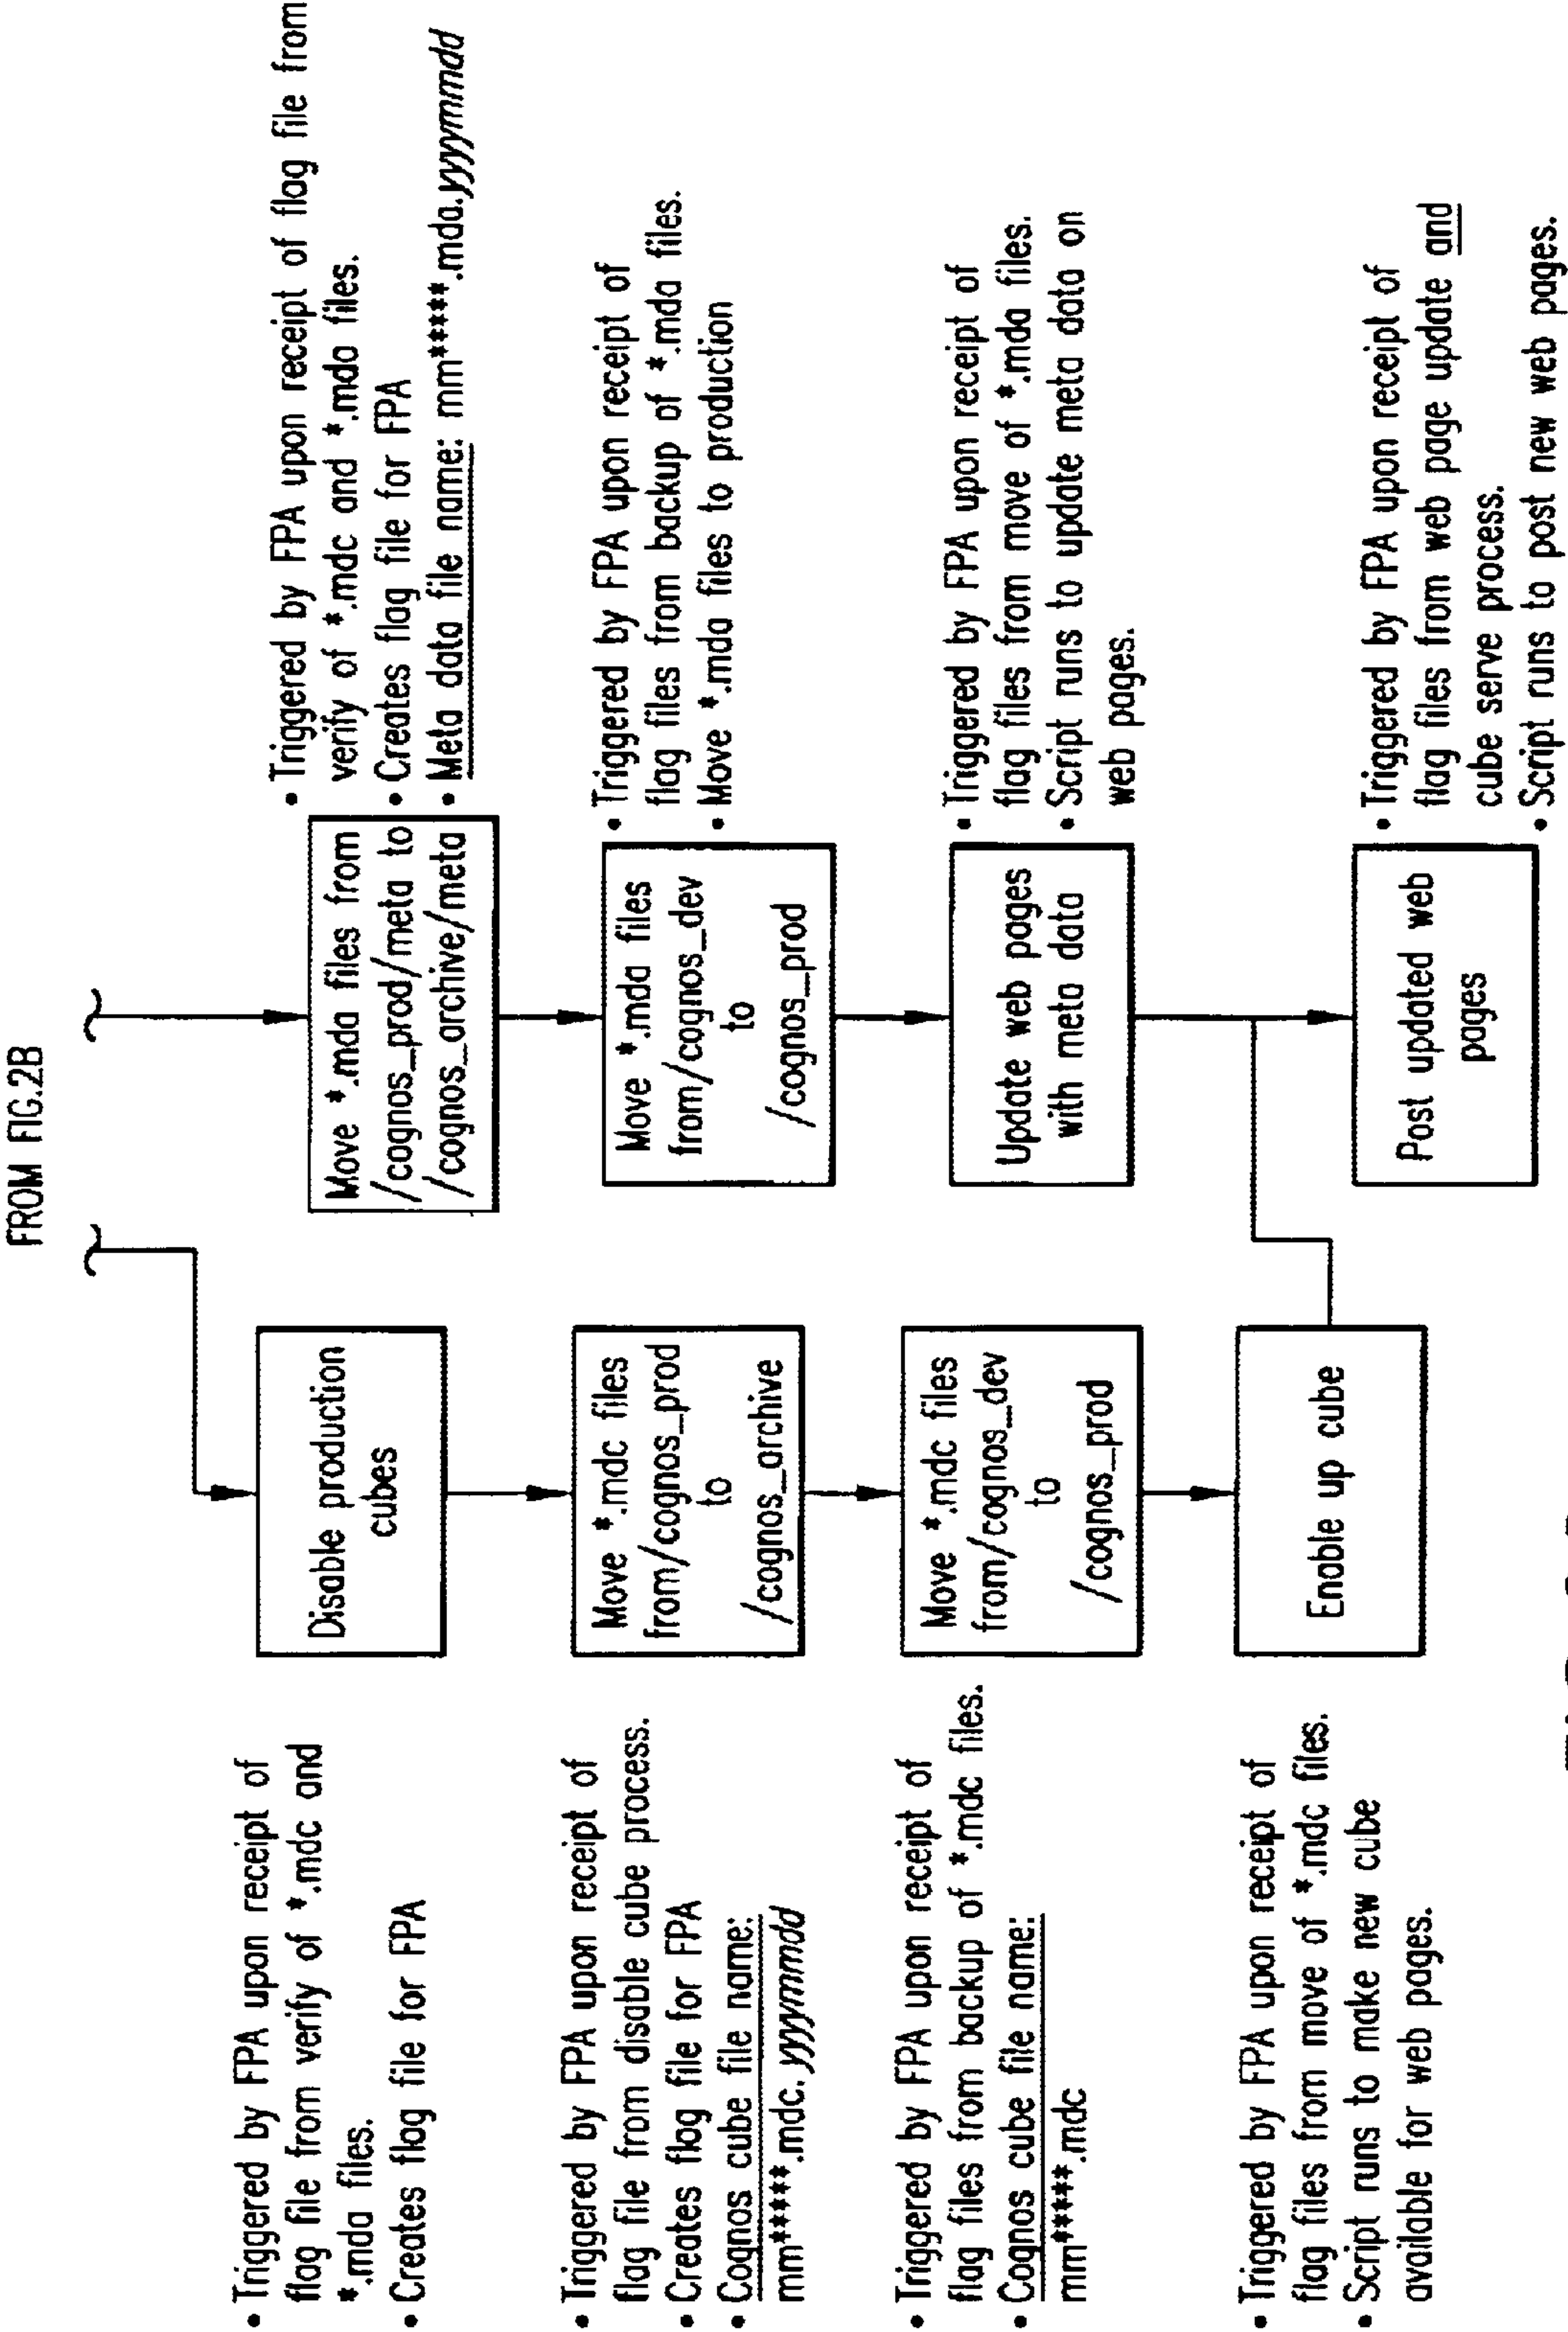 FROM FIG.2B
• Triggered by FPA upon receipt of
flag file from verify of *.mdc and
*.mda files.
• Creates flag file for FPA
Disable production
cubes
• Triggered by FPA upon receipt of
flag file from disable cube process.
• Creates flag file for FPA
• Cognos cube file name:
mm*****.mdc.yyyymmdd
Move *.mdc files
from/cognos_prod
to
/cognos_archive
• Triggered by FPA upon receipt of
flag files from backup of *.mdc files.
• Cognos cube file name:
mm*****.mdc
Move *.mdc files
from/cognos_dev
to
/cognos_prod
• Triggered by FPA upon receipt of
flag files from move of *.mdc files.
• Script runs to make new cube
available for web pages.
Enable up cube
Move *.mda files from
/cognos_prod/meta to
/cognos_archive/meta
• Triggered by FPA upon receipt of flag file from
verify of *.mdc and *.mda files.
• Creates flag file for FPA
• Meta data file name: mm*****.mda.yyyymmdd
Move *.mda files
from/cognos_dev
to
/cognos_prod
• Triggered by FPA upon receipt of
flag files from backup of *.mda files.
• Move *.mda files to production
Update web pages
with meta data
• Triggered by FPA upon receipt of
flag files from move of *.mda files.
• Script runs to update meta data on
web pages.
Post updated web
pages
• Triggered by FPA upon receipt of
flag files from web page update and
cube serve process.
• Script runs to post new web pages.